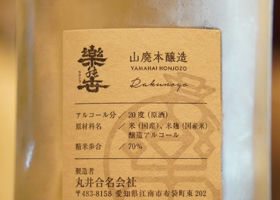 樂の世
山廃本醸造
YAMAHAI HONJOZO
Rakunoyo
アルコール分 / 20度(原酒)
原材料名 / 米(国産)、米麹(国産米)
醸造アルコール
精米歩合 / 70%
製造者
丸井合名会社
〒483-8158 愛知県江南市布袋町東202